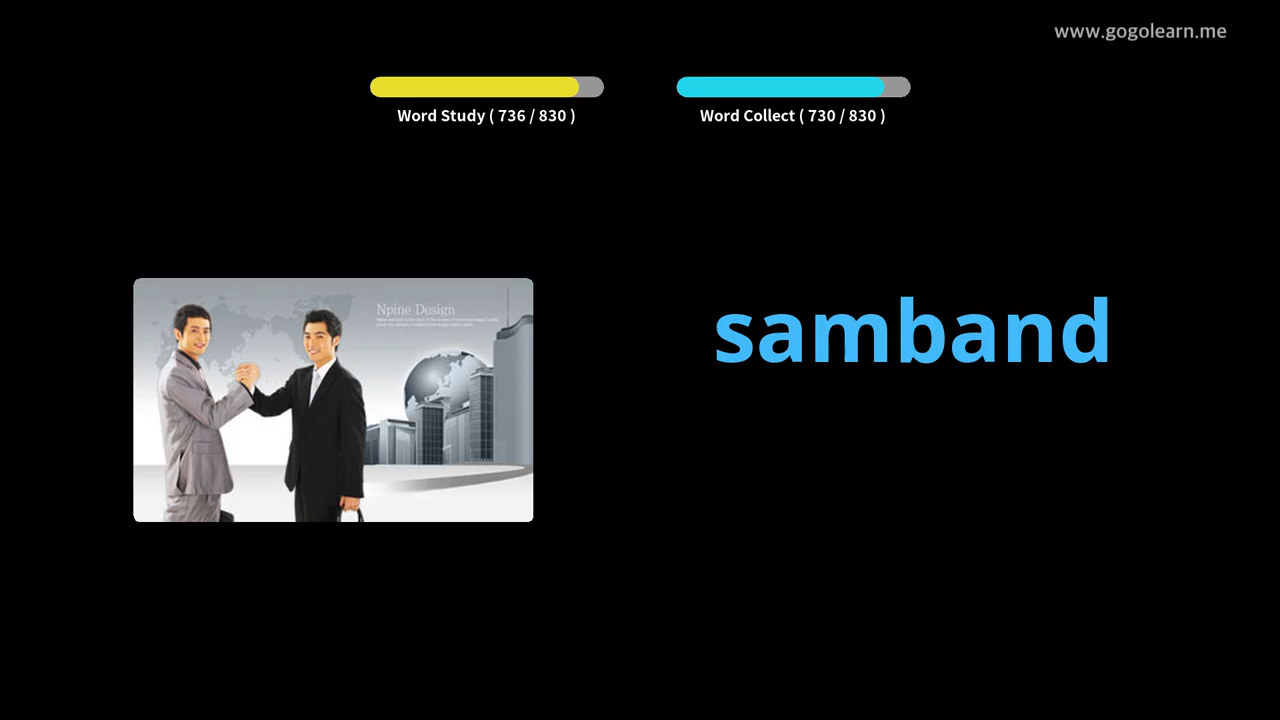 www.gogolearn.me
Word Study ( 736 / 830 )
Word Collect ( 730 / 830 )
Npine Design
samband